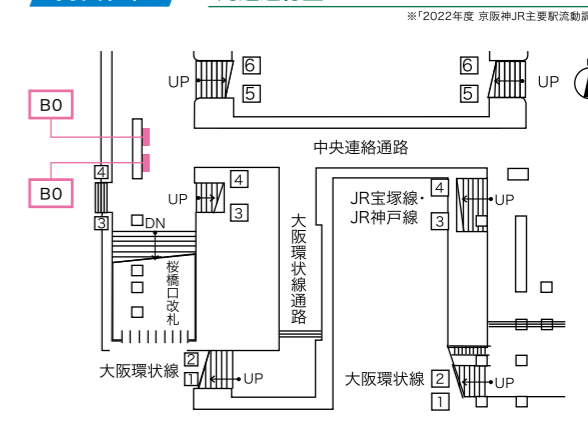 ※「2022年度 京阪神JR主要駅流動調
6
6
UP
UP
5
5
B0
中央連絡通路
4
B0
4
4
UP
JR宝塚線・
UP
3
3
JR神戸線
3
DN
大阪環状線通路
桜橋口改札
2
大阪環状線
1
UP
大阪環状線
2
UP
1